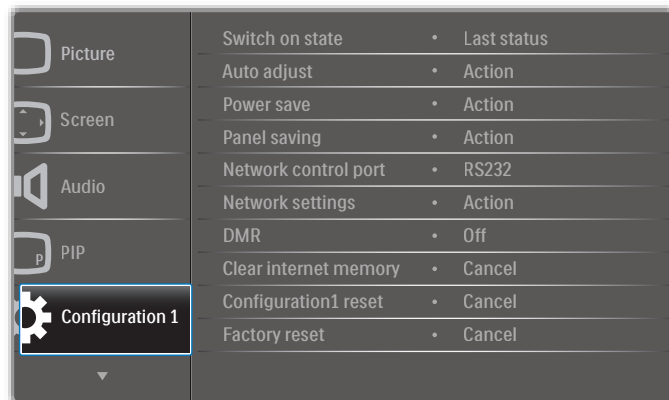 Picture
Screen
Audio
PIP
P
Configuration 1
Switch on state • Last status
Auto adjust • Action
Power save • Action
Panel saving • Action
Network control port • RS232
Network settings • Action
DMR • Off
Clear internet memory • Cancel
Configuration1 reset • Cancel
Factory reset • Cancel